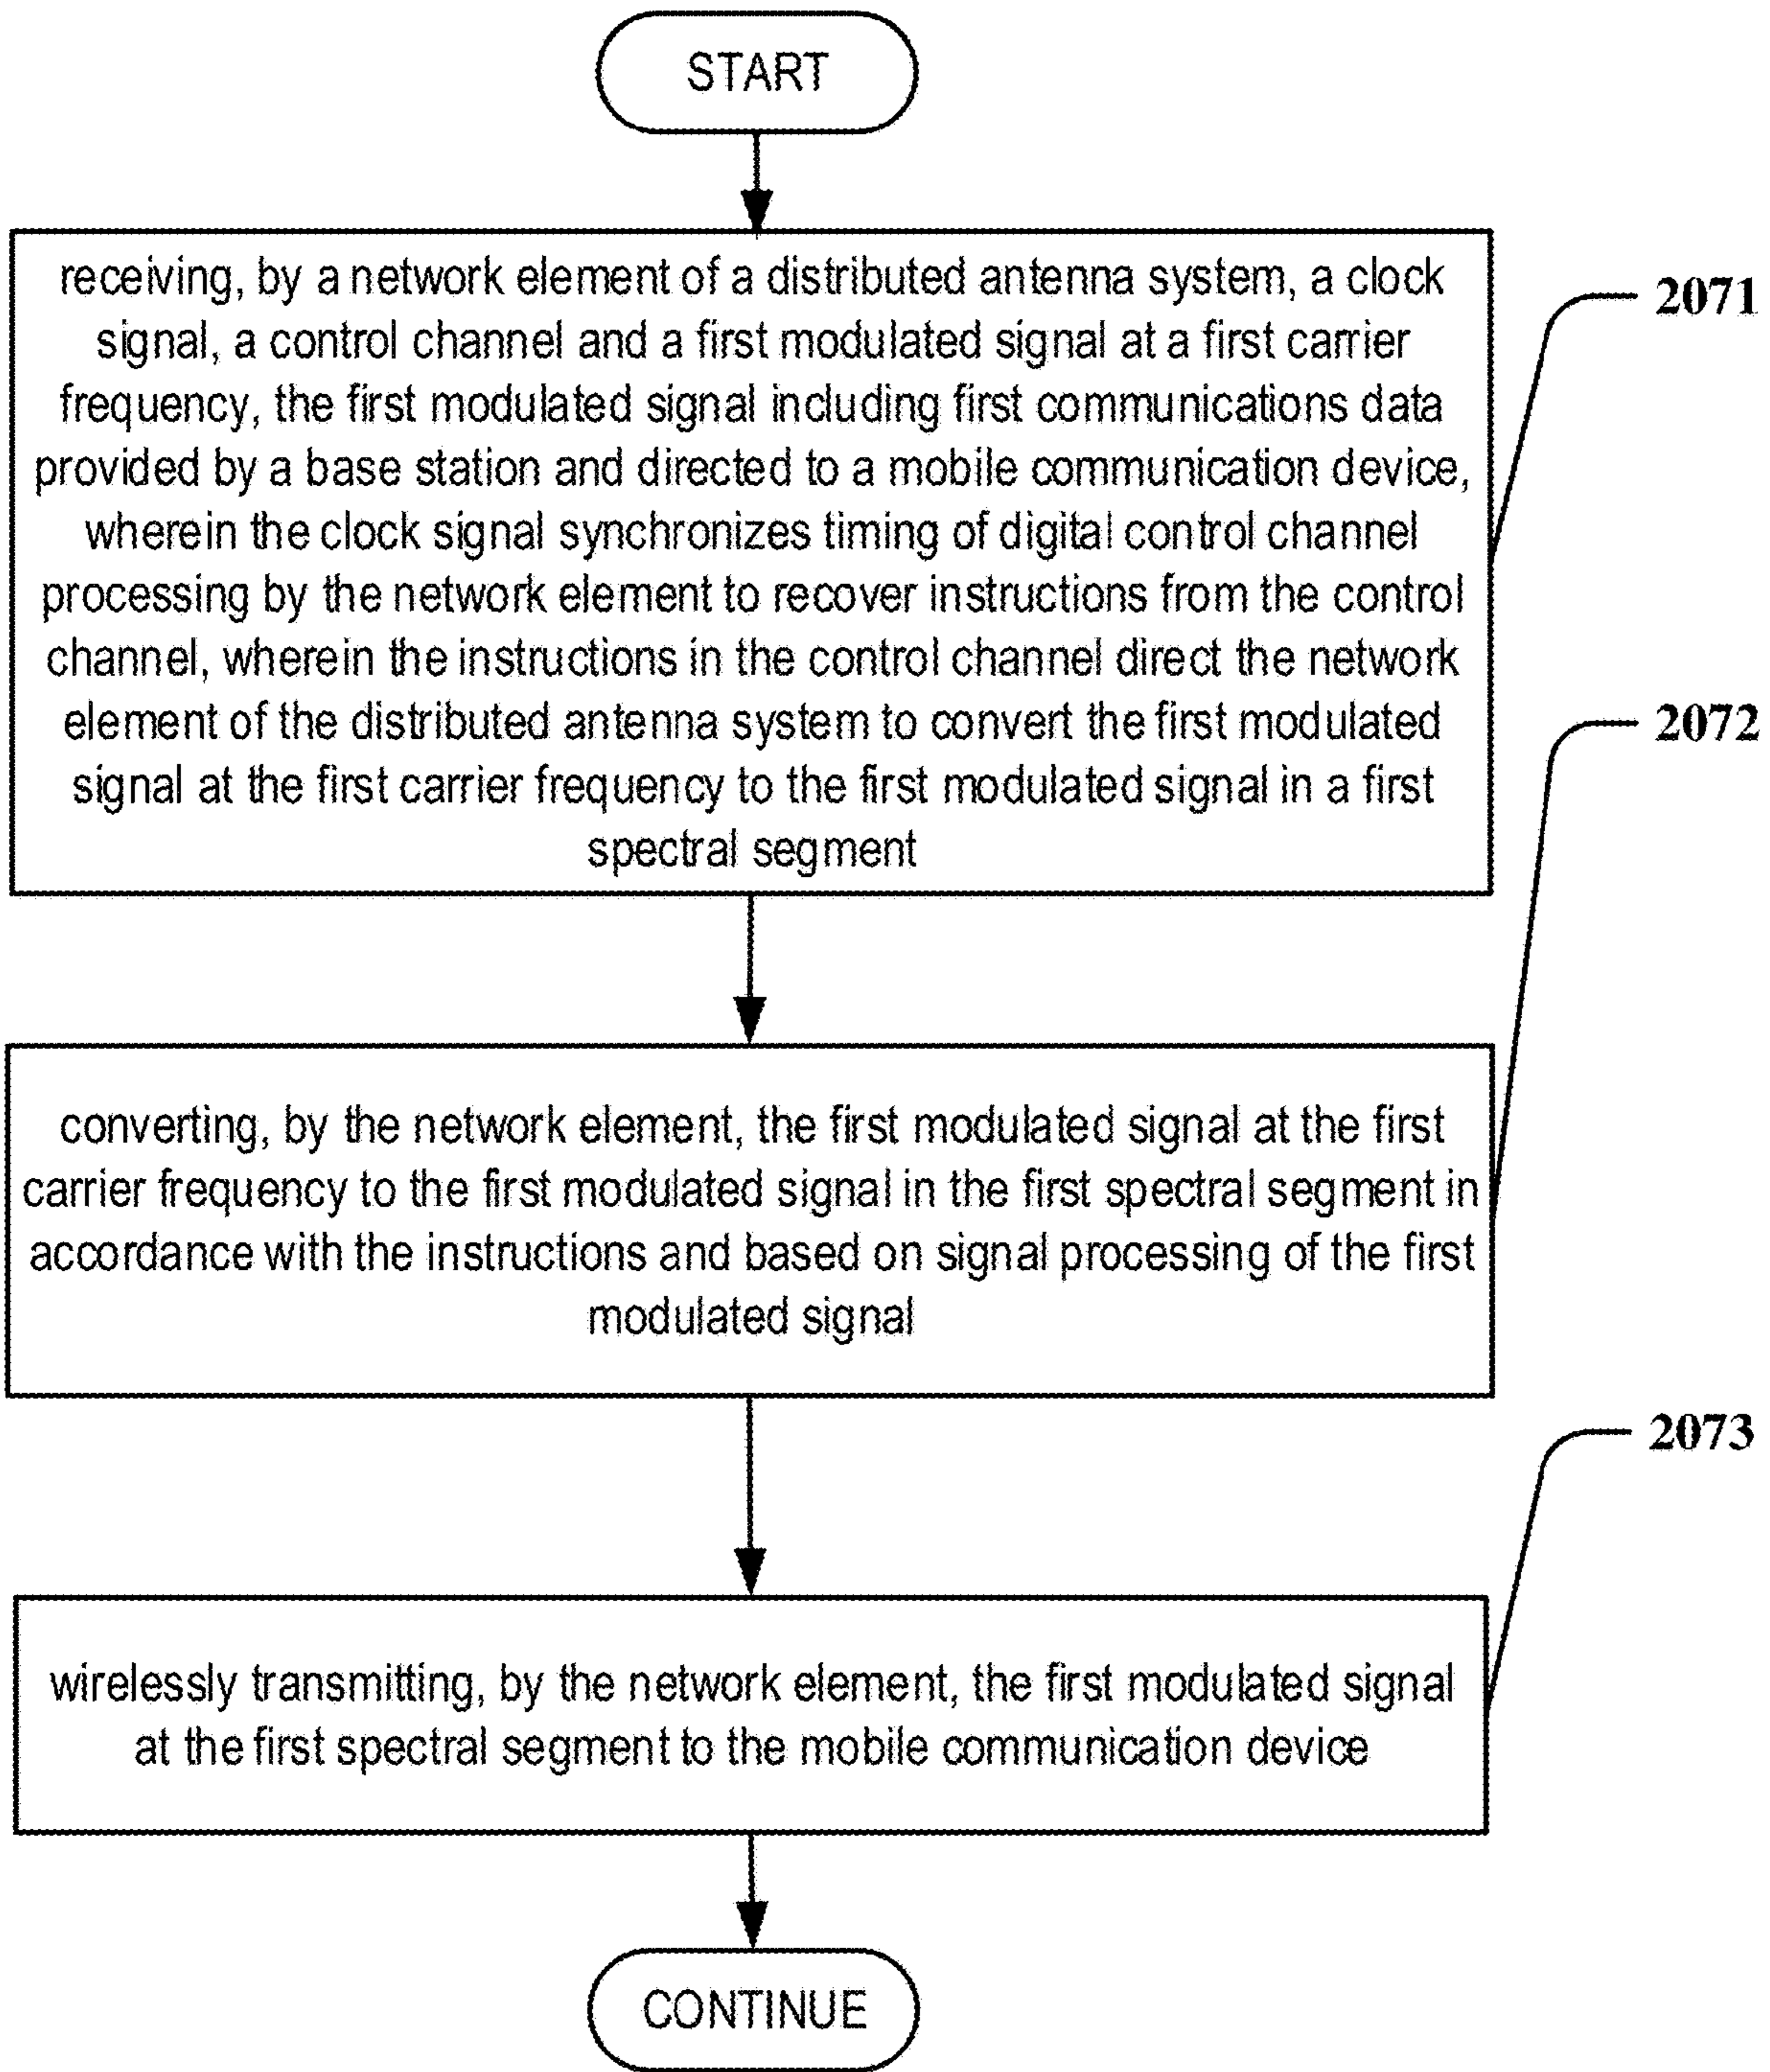 START
receiving, by a network element of a distributed antenna system, a clock
signal, a control channel and a first modulated signal at a first carrier
frequency, the first modulated signal including first communications data
provided by a base station and directed to a mobile communication device,
wherein the clock signal synchronizes timing of digital control channel
processing by the network element to recover instructions from the control
channel, wherein the instructions in the control channel direct the network
element of the distributed antenna system to convert the first modulated
signal at the first carrier frequency to the first modulated signal in a first
spectral segment
2071
converting, by the network element, the first modulated signal at the first
carrier frequency to the first modulated signal in the first spectral segment in
accordance with the instructions and based on signal processing of the first
modulated signal
2072
wirelessly transmitting, by the network element, the first modulated signal
at the first spectral segment to the mobile communication device
2073
CONTINUE